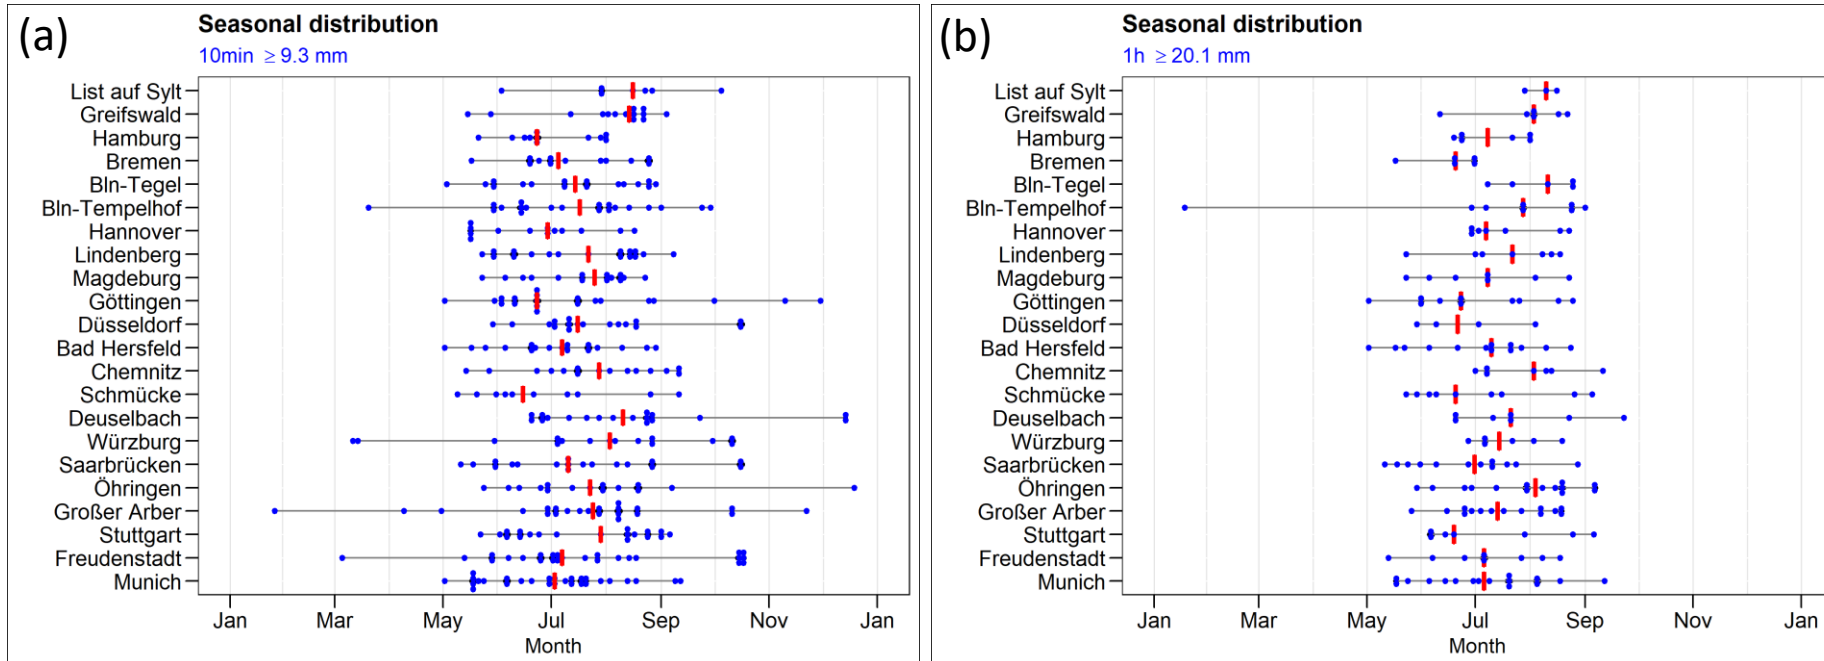 (a)
Seasonal distribution
10min ≥ 9.3 mm
List auf Sylt
Greifswald
Hamburg
Bremen
Bln-Tegel
Bln-Tempelhof
Hannover
Lindenberg
Magdeburg
Göttingen
Düsseldorf
Bad Hersfeld
Chemnitz
Schmücke
Deuselbach
Würzburg
Saarbrücken
Öhringen
Großer Arber
Stuttgart
Freudenstadt
Munich
Jan Mar May Jul Sep Nov Jan
Month
(b)
Seasonal distribution
1h ≥ 20.1 mm
List auf Sylt
Greifswald
Hamburg
Bremen
Bln-Tegel
Bln-Tempelhof
Hannover
Lindenberg
Magdeburg
Göttingen
Düsseldorf
Bad Hersfeld
Chemnitz
Schmücke
Deuselbach
Würzburg
Saarbrücken
Öhringen
Großer Arber
Stuttgart
Freudenstadt
Munich
Jan Mar May Jul Sep Nov Jan
Month